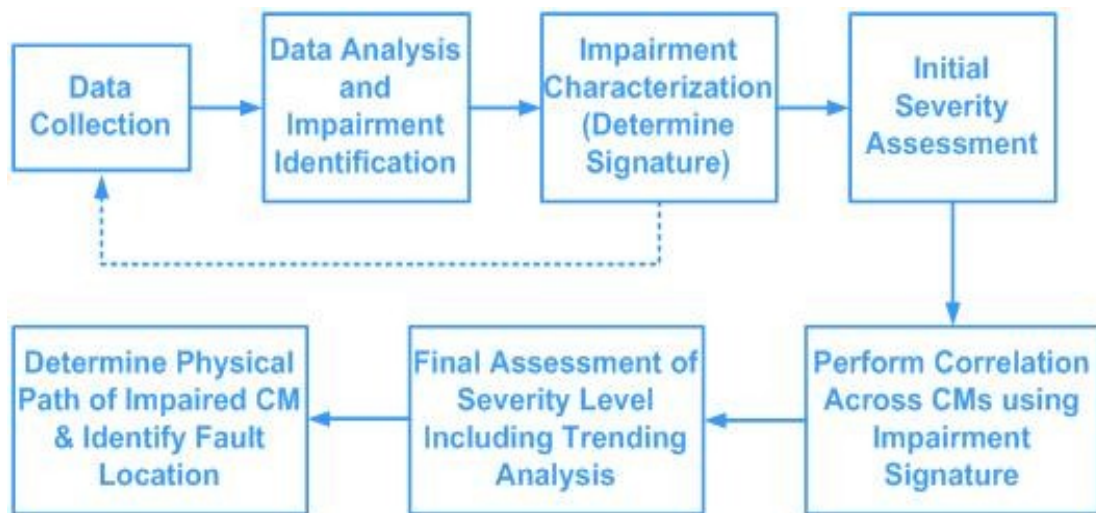 Data
Collection
Data Analysis
and
Impairment
Identification
Impairment
Characterization
(Determine
Signature)
Initial
Severity
Assessment
Perform Correlation
Across CMs using
Impairment
Signature
Final Assessment of
Severity Level
Including Trending
Analysis
Determine Physical
Path of Impaired CM
& Identify Fault
Location